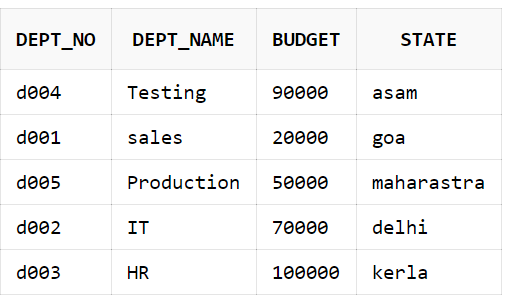 DEPT_NO DEPT_NAME BUDGET STATE
d004 Testing 90000 asam
d001 sales 20000 goa
d005 Production 50000 maharastra
d002 IT 70000 delhi
d003 HR 100000 kerla